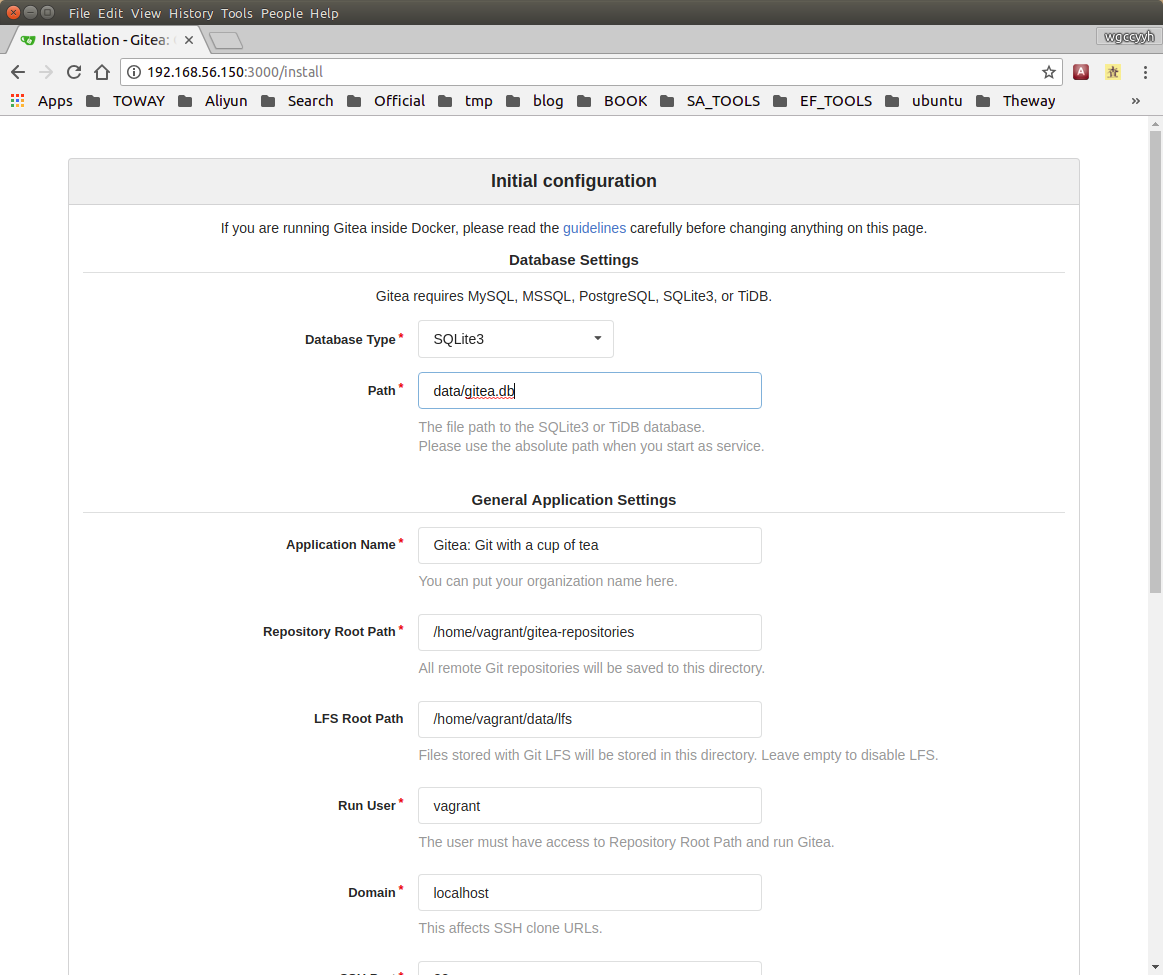 File Edit View History Tools People Help
Installation - Gitea:
wgccyyh
192.168.56.150:3000/install
A
Apps TOWAY Aliyun Search Official tmp blog BOOK SA_TOOLS EF_TOOLS ubuntu Theway »
Initial configuration
If you are running Gitea inside Docker, please read the guidelines carefully before changing anything on this page.
Database Settings
Gitea requires MySQL, MSSQL, PostgreSQL, SQLite3, or TiDB.
Database Type * SQLite3
Path * data/gitea.db
The file path to the SQLite3 or TiDB database.
Please use the absolute path when you start as service.
General Application Settings
Application Name * Gitea: Git with a cup of tea
You can put your organization name here.
Repository Root Path * /home/vagrant/gitea-repositories
All remote Git repositories will be saved to this directory.
LFS Root Path /home/vagrant/data/lfs
Files stored with Git LFS will be stored in this directory. Leave empty to disable LFS.
Run User * vagrant
The user must have access to Repository Root Path and run Gitea.
Domain * localhost
This affects SSH clone URLs.